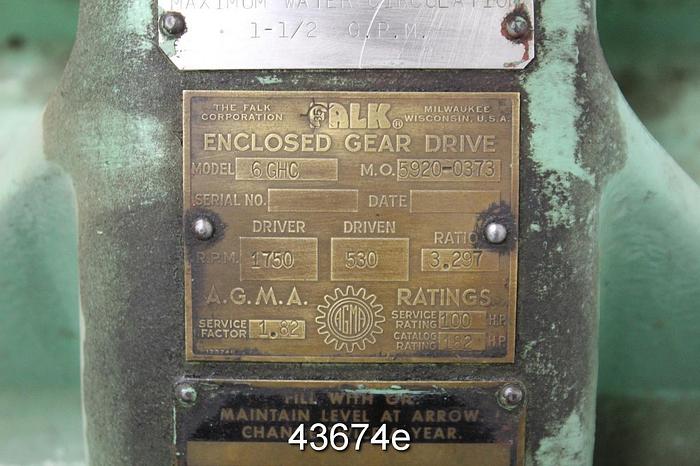 MAXIMUM WATER CIRCULATION
1-1/2 G.P.M.
THE FALK CORPORATION FALK® MILWAUKEE WISCONSIN, U.S.A.
ENCLOSED GEAR DRIVE
MODEL 6 GHC M.O. 5920-0373
SERIAL NO. DATE
DRIVER DRIVEN RATIO
R.P.M. 1750 530 3.297
A.G.M.A. AGMA RATINGS
SERVICE FACTOR 1.82 SERVICE RATING 100 H.P.
CATALOG RATING 182 H.P.
FILL WITH
MAINTAIN LEVEL AT ARROW.
YEAR.
43674e